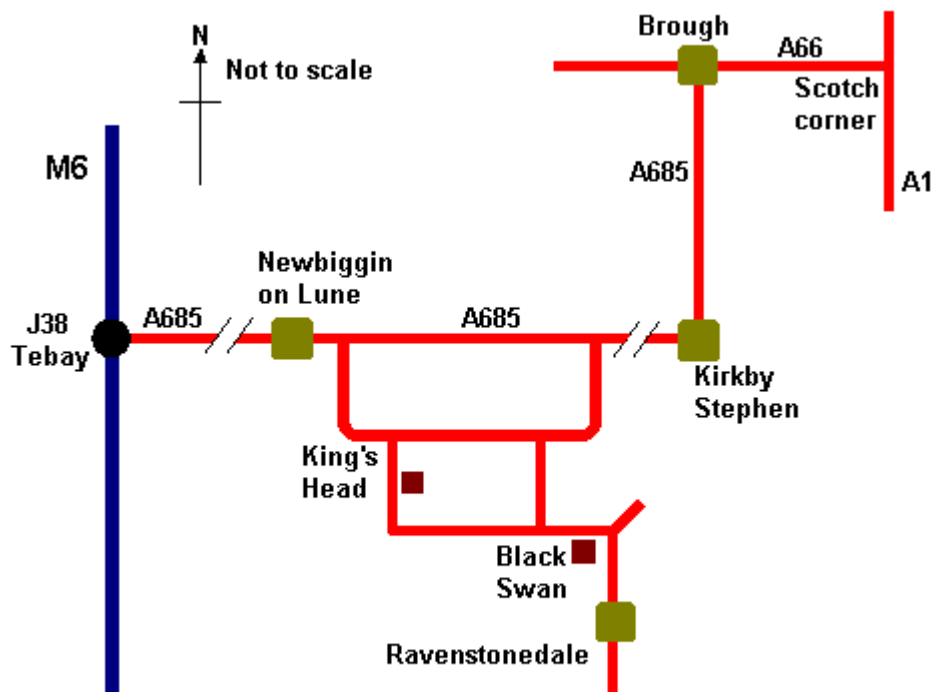 Brough
N
A66
Not to scale
Scotch
corner
M6
A685
A1
Newbiggin
on Lune
J38
Tebay
A685
A685
Kirkby
Stephen
King's
Head
Black
Swan
Ravenstonedale